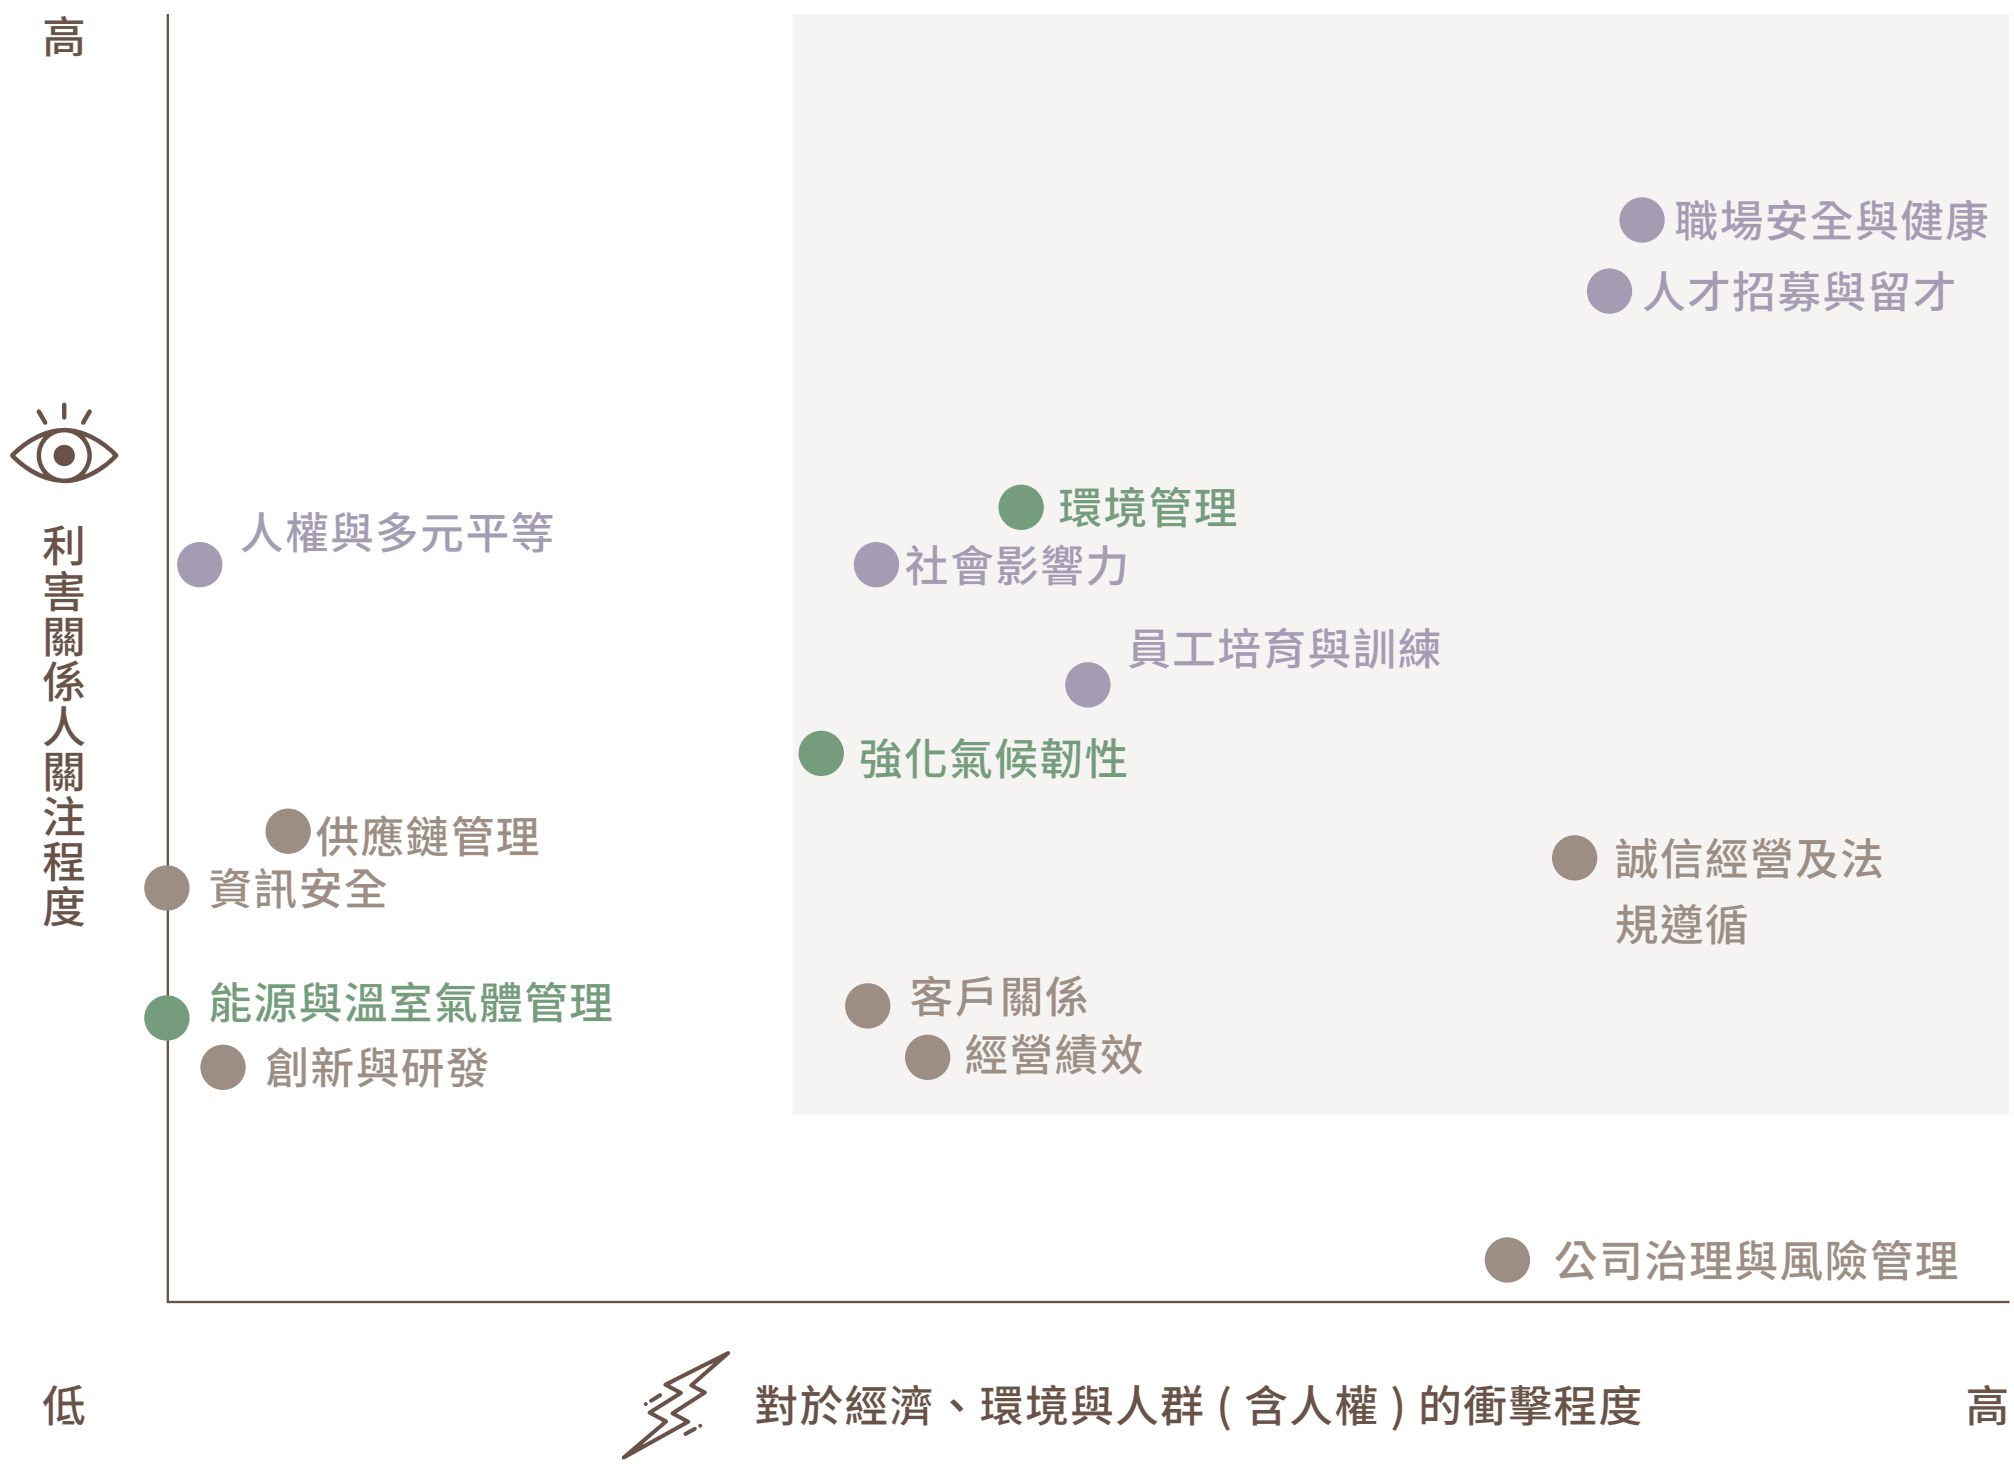 高
職場安全與健康
人才招募與留才
環境管理
人權與多元平等
社會影響力
利害關係人關注程度
員工培育與訓練
強化氣候韌性
供應鏈管理
誠信經營及法
規遵循
資訊安全
能源與溫室氣體管理
客戶關係
創新與研發
經營績效
公司治理與風險管理
低
對於經濟、環境與人群(含人權)的衝擊程度
高